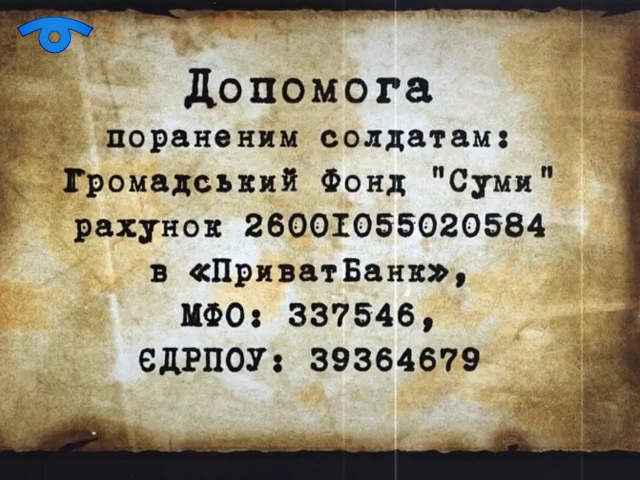 Допомога
пораненим солдатам:
Громадський Фонд "Суми"
рахунок 26001055020584
в «ПриватБанк»,
МФО: 337546,
ЄДРПОУ: 39364679